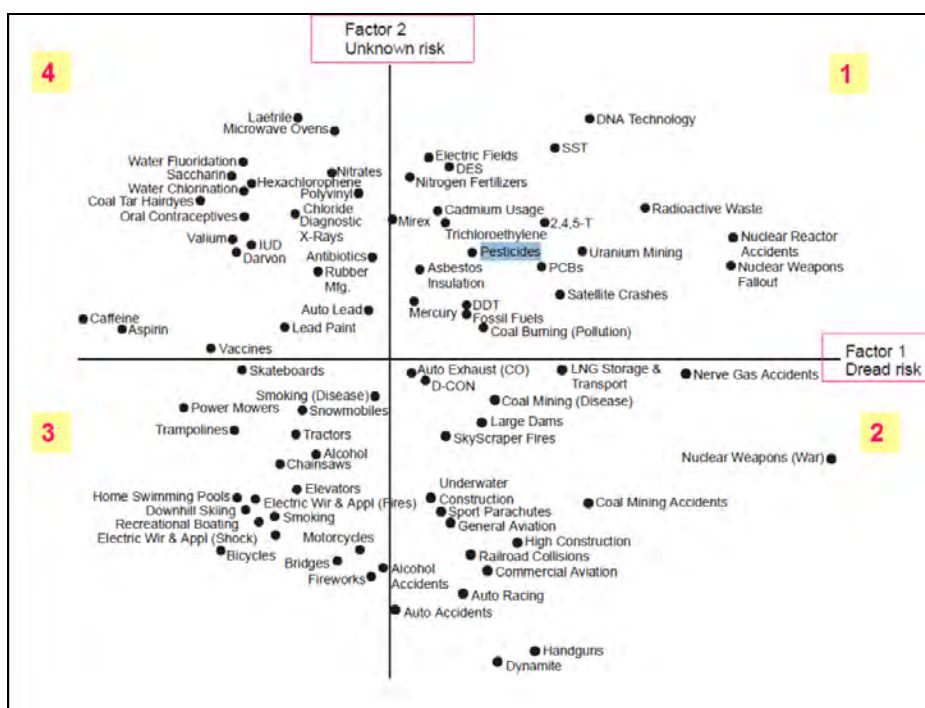 Factor 2
Unknown risk
4
1
Laetrile
Microwave Ovens
DNA Technology
SST
Water Fluoridation
Saccharin
Water Chlorination
Coal Tar Hairdyes
Oral Contraceptives
Nitrates
Hexachlorophene
Polyvinyl
Chloride
Diagnostic
X-Rays
Electric Fields
DES
Nitrogen Fertilizers
Mirex
Cadmium Usage
Trichloroethylene
2,4,5-T
Radioactive Waste
Valium
IUD
Darvon
Antibiotics
Rubber
Mfg.
Pesticides
Asbestos
Insulation
PCBs
Uranium Mining
Nuclear Reactor
Accidents
Nuclear Weapons
Fallout
Satellite Crashes
Auto Lead
Lead Paint
Mercury
DDT
Fossil Fuels
Coal Burning (Pollution)
Caffeine
Aspirin
Vaccines
Factor 1
Dread risk
Skateboards
Auto Exhaust (CO)
D-CON
LNG Storage &
Transport
Nerve Gas Accidents
Smoking (Disease)
Snowmobiles
Power Mowers
Trampolines
Tractors
Alcohol
Chainsaws
Coal Mining (Disease)
Large Dams
SkyScraper Fires
3
2
Nuclear Weapons (War)
Elevators
Home Swimming Pools
Electric Wir & Appl (Fires)
Downhill Skiing
Smoking
Recreational Boating
Electric Wir & Appl (Shock)
Bicycles
Motorcycles
Bridges
Fireworks
Underwater
Construction
Sport Parachutes
General Aviation
Coal Mining Accidents
High Construction
Railroad Collisions
Commercial Aviation
Alcohol
Accidents
Auto Racing
Auto Accidents
Handguns
Dynamite